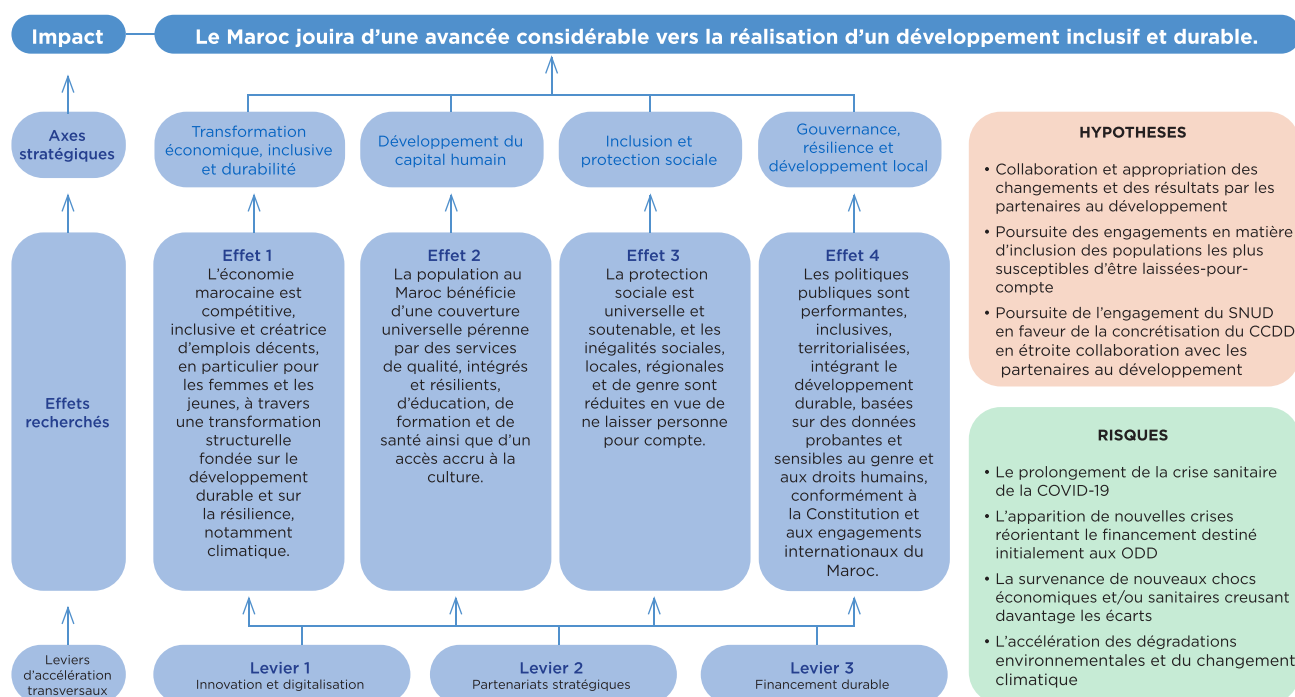 Impact
Le Maroc jouira d'une avancée considérable vers la réalisation d'un développement inclusif et durable.
Axes
stratégiques
Transformation
économique, inclusive
et durabilité
Développement du
capital humain
Inclusion et
protection sociale
Gouvernance,
résilience et
développement local
Effets
recherchés
Effet 1
L'économie
marocaine est
compétitive,
inclusive et créatrice
d'emplois décents,
en particulier pour
les femmes et les
jeunes, à travers
une transformation
structurelle
fondée sur le
développement
durable et sur
la résilience,
notamment
climatique.
Effet 2
La population au
Maroc bénéficie
d'une couverture
universelle pérenne
par des services
de qualité, intégrés
et résilients,
d'éducation, de
formation et de
santé ainsi que d'un
accès accru à la
culture.
Effet 3
La protection
sociale est
universelle et
soutenable, et les
inégalités sociales,
locales, régionales
et de genre sont
réduites en vue de
ne laisser personne
pour compte.
Effet 4
Les politiques
publiques sont
performantes,
inclusives,
territorialisées,
intégrant le
développement
durable, basées
sur des données
probantes et
sensibles au genre et
aux droits humains,
conformément à
la Constitution et
aux engagements
internationaux du
Maroc.
Leviers
d'accélération
transversaux
Levier 1
Innovation et digitalisation
Levier 2
Partenariats stratégiques
Levier 3
Financement durable
HYPOTHESES
• Collaboration et appropriation des
changements et des résultats par les
partenaires au développement
• Poursuite des engagements en matière
d'inclusion des populations les plus
susceptibles d'être laissées-pour-
compte
• Poursuite de l'engagement du SNUD
en faveur de la concrétisation du CCDD
en étroite collaboration avec les
partenaires au développement
RISQUES
• Le prolongement de la crise sanitaire
de la COVID-19
• L'apparition de nouvelles crises
réorientant le financement destiné
initialement aux ODD
• La survenance de nouveaux chocs
économiques et/ou sanitaires creusant
davantage les écarts
• L'accélération des dégradations
environnementales et du changement
climatique